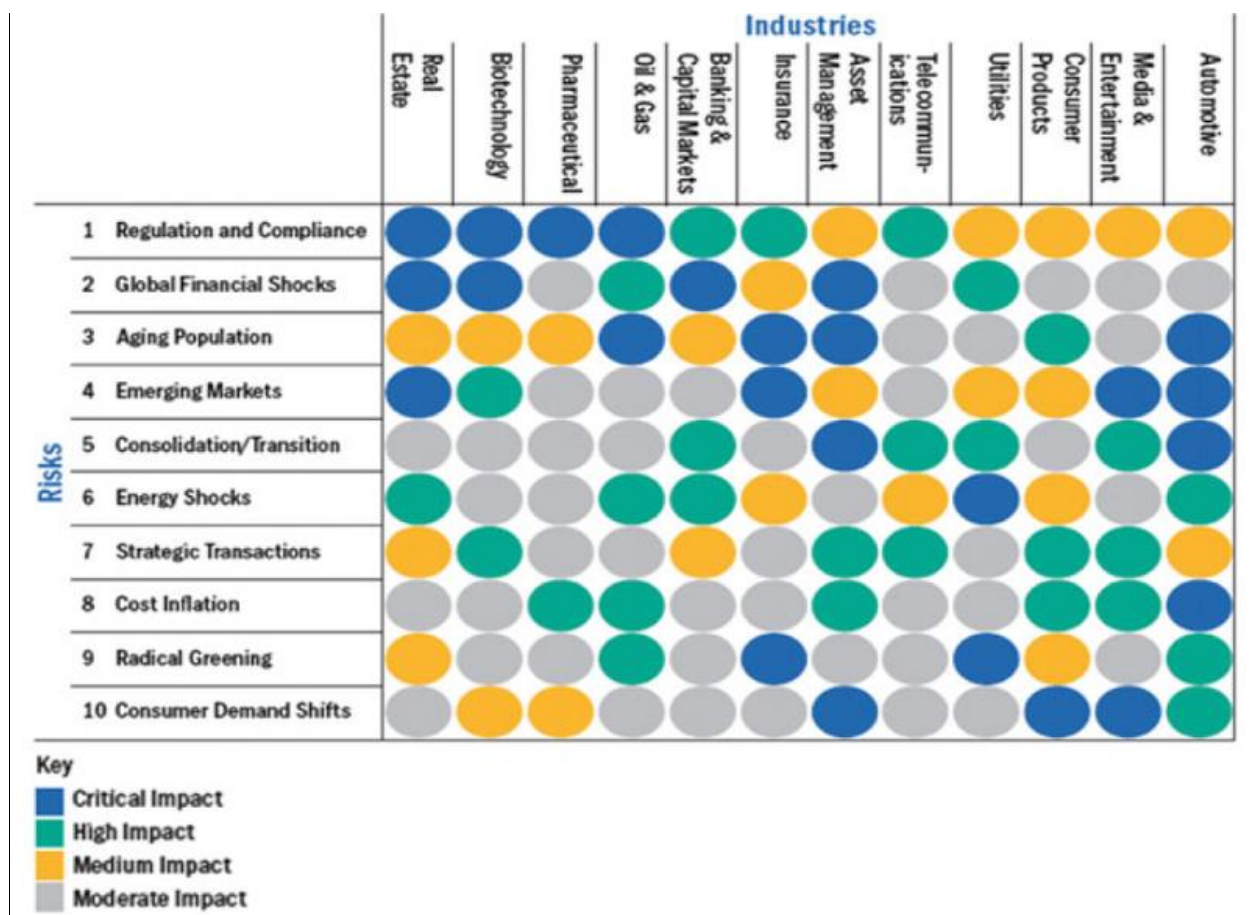 Industries
Real
Estate
Biotechnology
Pharmaceutical
Oil & Gas
Banking &
Capital Markets
Insurance
Asset
Management
Telecommun-
ications
Utilities
Consumer
Products
Media &
Entertainment
Automotive
Risks
1 Regulation and Compliance
2 Global Financial Shocks
3 Aging Population
4 Emerging Markets
5 Consolidation/Transition
6 Energy Shocks
7 Strategic Transactions
8 Cost Inflation
9 Radical Greening
10 Consumer Demand Shifts
Key
Critical Impact
High Impact
Medium Impact
Moderate Impact